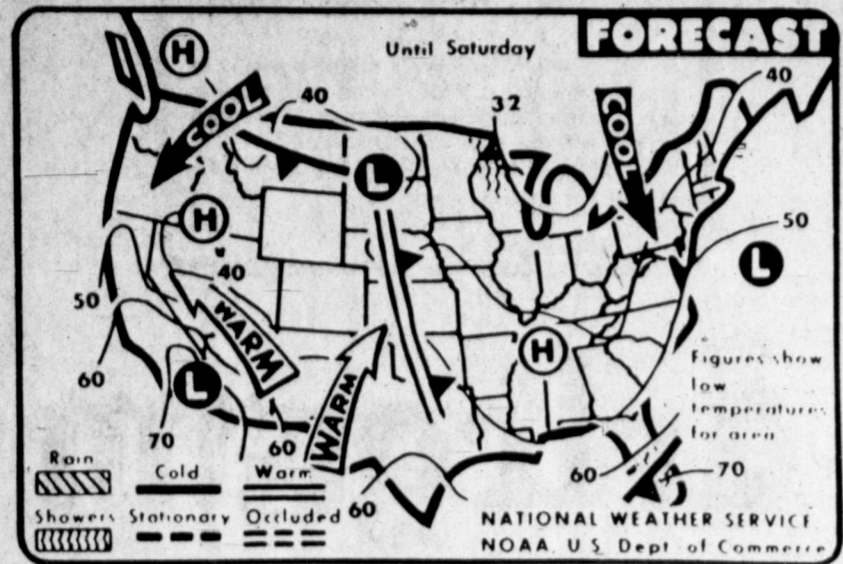 FORECAST
Until Saturday
H
COOL
40
32
COOL
40
L
H
50
L
40
50
WARM
H
60
L
WARM
Figures show
low
temperatures
for area
70
60
60
70
60
Rain
Cold
Warm
Showers
Stationary
Occluded
NATIONAL WEATHER SERVICE
NOAA U S Dept of Commerce